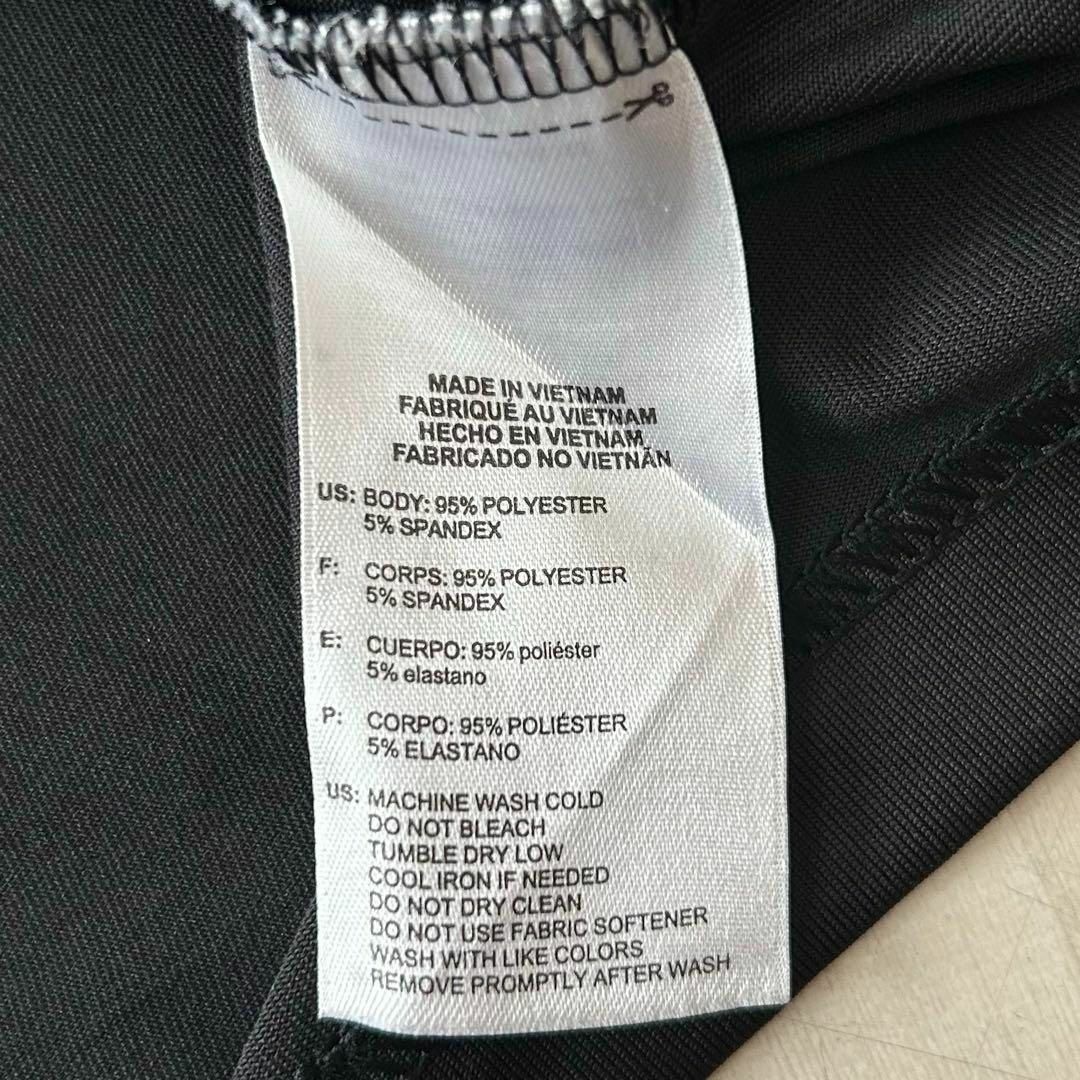 MADE IN VIETNAM
FABRIQUÉ AU VIETNAM
HECHO EN VIETNAM
FABRICADO NO VIETNÃN
US: BODY: 95% POLYESTER
5% SPANDEX
F: CORPS: 95% POLYESTER
5% SPANDEX
E: CUERPO: 95% poliéster
5% elastano
P: CORPO: 95% POLIÉSTER
5% ELASTANO
US: MACHINE WASH COLD
DO NOT BLEACH
TUMBLE DRY LOW
COOL IRON IF NEEDED
DO NOT DRY CLEAN
DO NOT USE FABRIC SOFTENER
WASH WITH LIKE COLORS
REMOVE PROMPTLY AFTER WASH